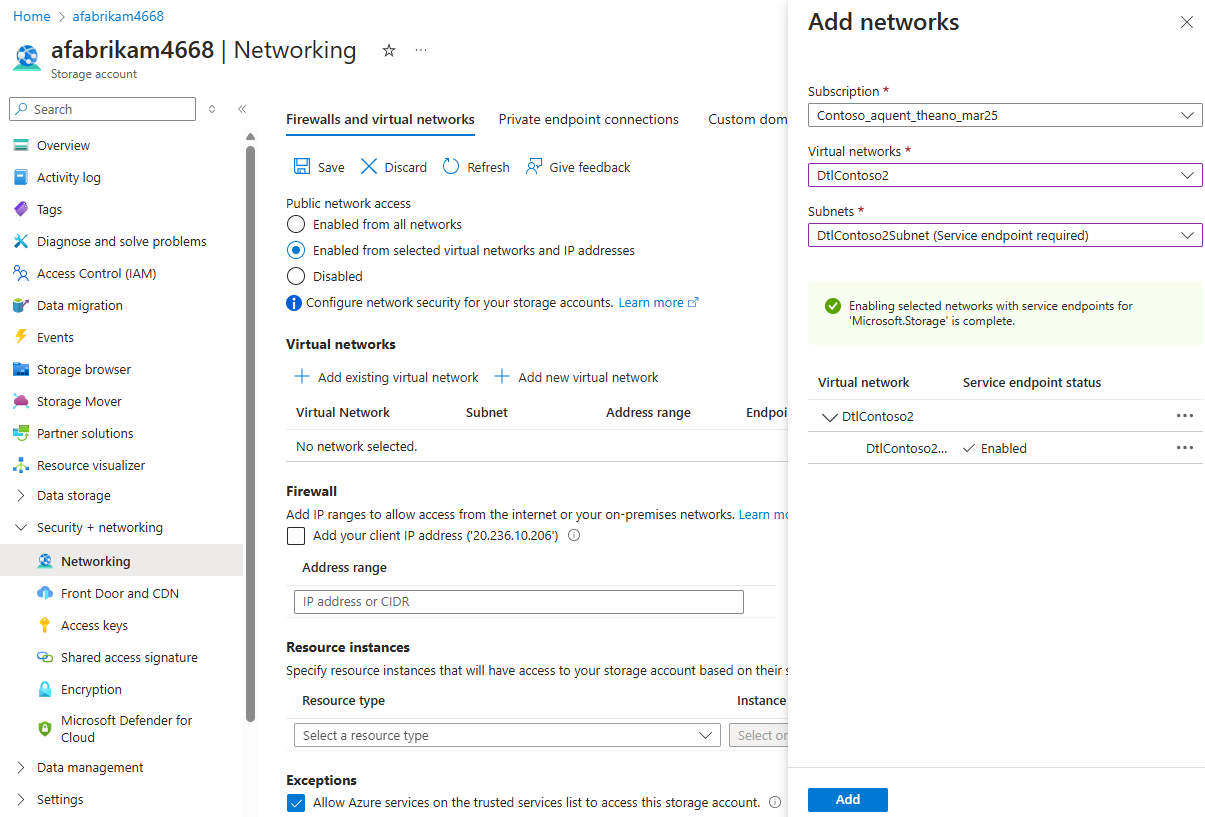 Home > afabrikam4668
afabrikam4668 | Networking
Storage account
Search
Overview
Activity log
Tags
Diagnose and solve problems
Access Control (IAM)
Data migration
Events
Storage browser
Storage Mover
Partner solutions
Resource visualizer
Data storage
Security + networking
Networking
Front Door and CDN
Access keys
Shared access signature
Encryption
Microsoft Defender for
Cloud
Data management
Settings
Firewalls and virtual networks Private endpoint connections Custom dom
Save Discard Refresh Give feedback
Public network access
Enabled from all networks
Enabled from selected virtual networks and IP addresses
Disabled
Configure network security for your storage accounts. Learn more
Virtual networks
+ Add existing virtual network + Add new virtual network
Virtual Network Subnet Address range Endpoi
No network selected.
Firewall
Add IP ranges to allow access from the internet or your on-premises networks. Learn mo
Add your client IP address ('20.236.10.206')
Address range
IP address or CIDR
Resource instances
Specify resource instances that will have access to your storage account based on their s
Resource type Instance
Select a resource type Select or
Exceptions
Allow Azure services on the trusted services list to access this storage account.
Add networks
Subscription *
Contoso_aquent_theano_mar25
Virtual networks *
DtlContoso2
Subnets *
DtlContoso2Subnet (Service endpoint required)
Enabling selected networks with service endpoints for
'Microsoft.Storage' is complete.
Virtual network Service endpoint status
DtlContoso2 ...
DtlContoso2... Enabled ...
Add